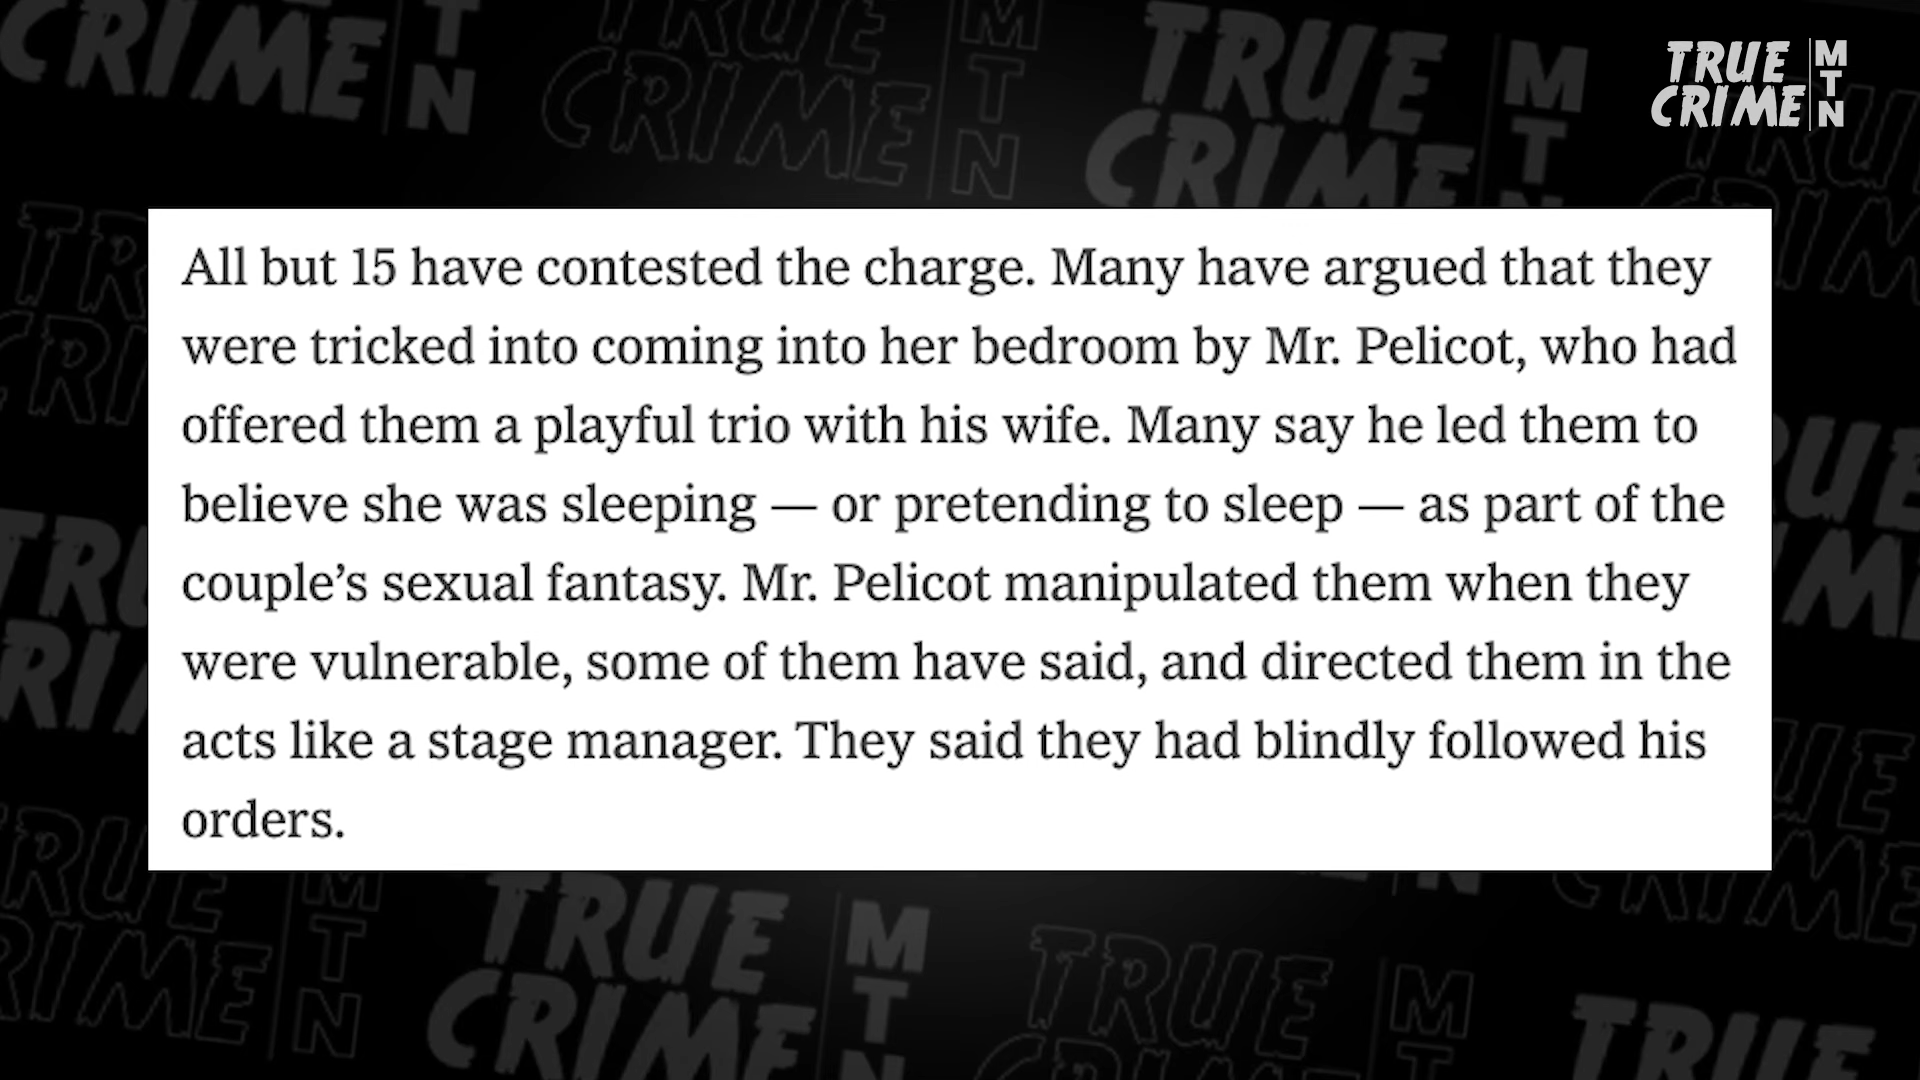 TRUE
CRIME
MTN
All but 15 have contested the charge. Many have argued that they
were tricked into coming into her bedroom by Mr. Pelicot, who had
offered them a playful trio with his wife. Many say he led them to
believe she was sleeping — or pretending to sleep — as part of the
couple’s sexual fantasy. Mr. Pelicot manipulated them when they
were vulnerable, some of them have said, and directed them in the
acts like a stage manager. They said they had blindly followed his
orders.